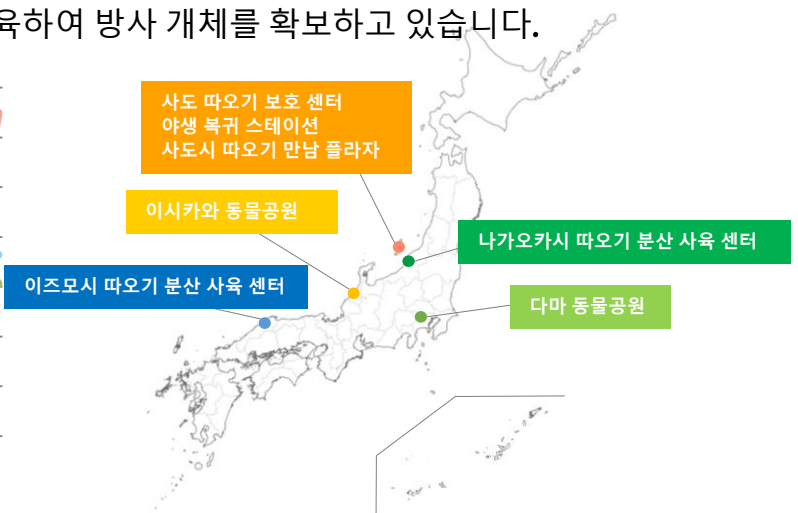 육하여 방사 개체를 확보하고 있습니다.
사도 따오기 보호 센터
야생 복귀 스테이션
사도시 따오기 만남 플라자
이시카와 동물공원
나가오카시 따오기 분산 사육 센터
이즈모시 따오기 분산 사육 센터
다마 동물공원